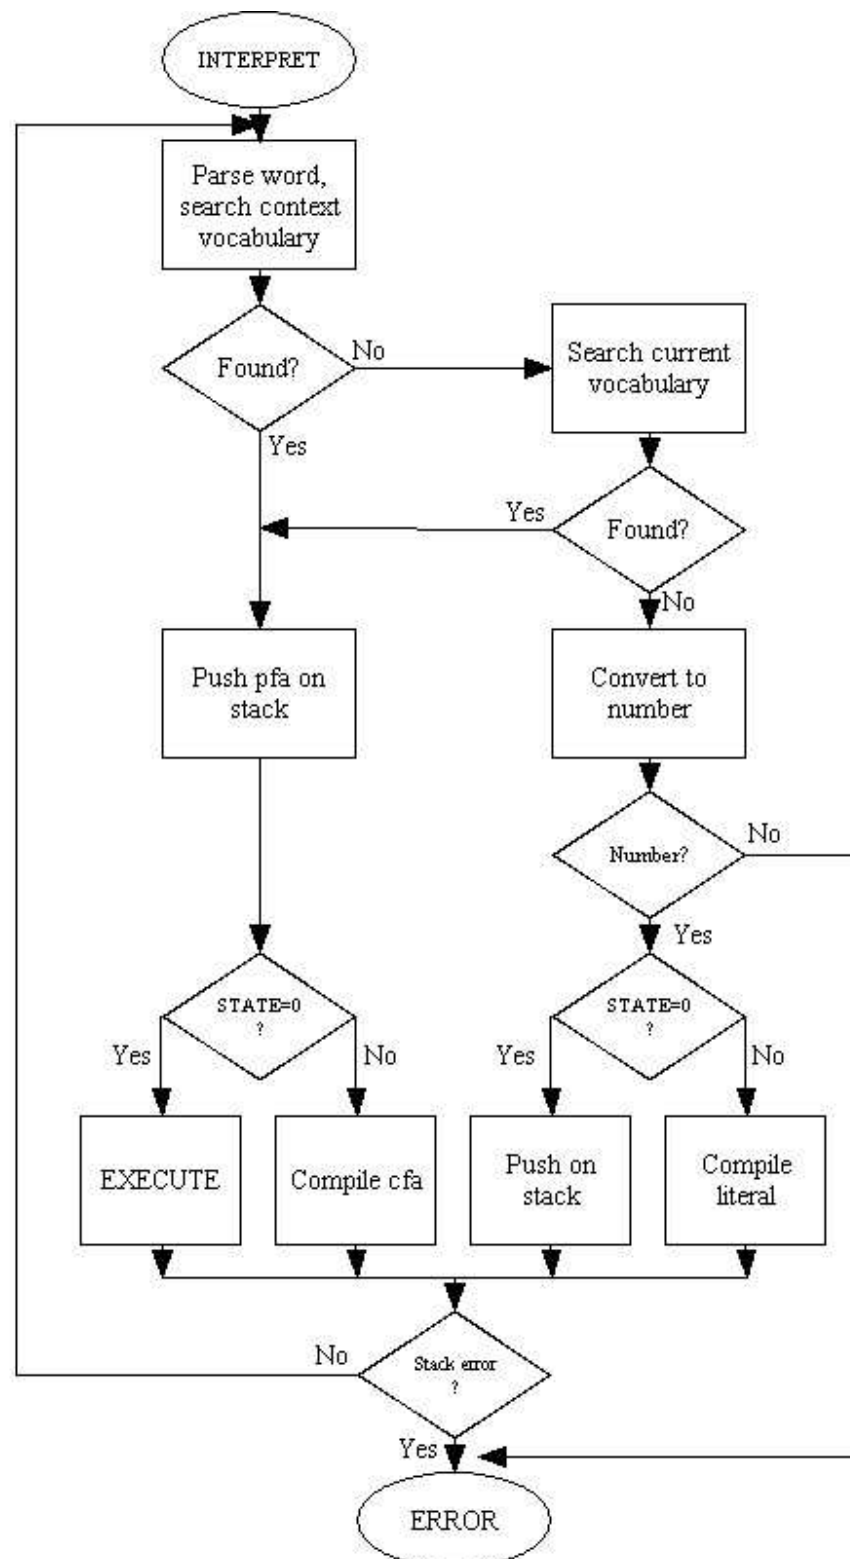 INTERPRET
Parse word,
search context
vocabulary
Found?
No
Yes
Search current
vocabulary
Found?
Yes
No
Push pfa on
stack
Convert to
number
Number?
No
Yes
STATE=0
?
Yes
No
STATE=0
?
Yes
No
EXECUTE
Compile cfa
Push on
stack
Compile
literal
Stack error
?
No
Yes
ERROR